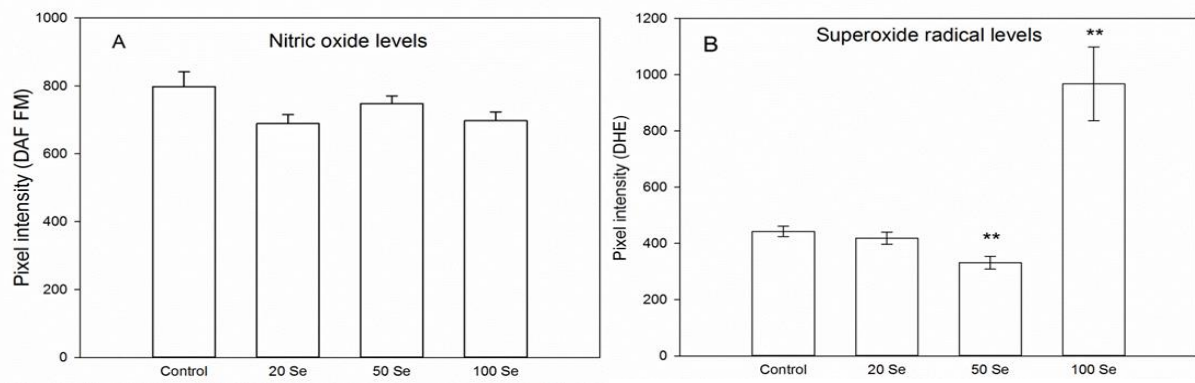 A
Nitric oxide levels
Pixel intensity (DAF FM)
1000
800
600
400
200
0
Control 20 Se 50 Se 100 Se
B
Superoxide radical levels
Pixel intensity (DHE)
1200
1000
800
600
400
200
0
**
**
Control 20 Se 50 Se 100 Se